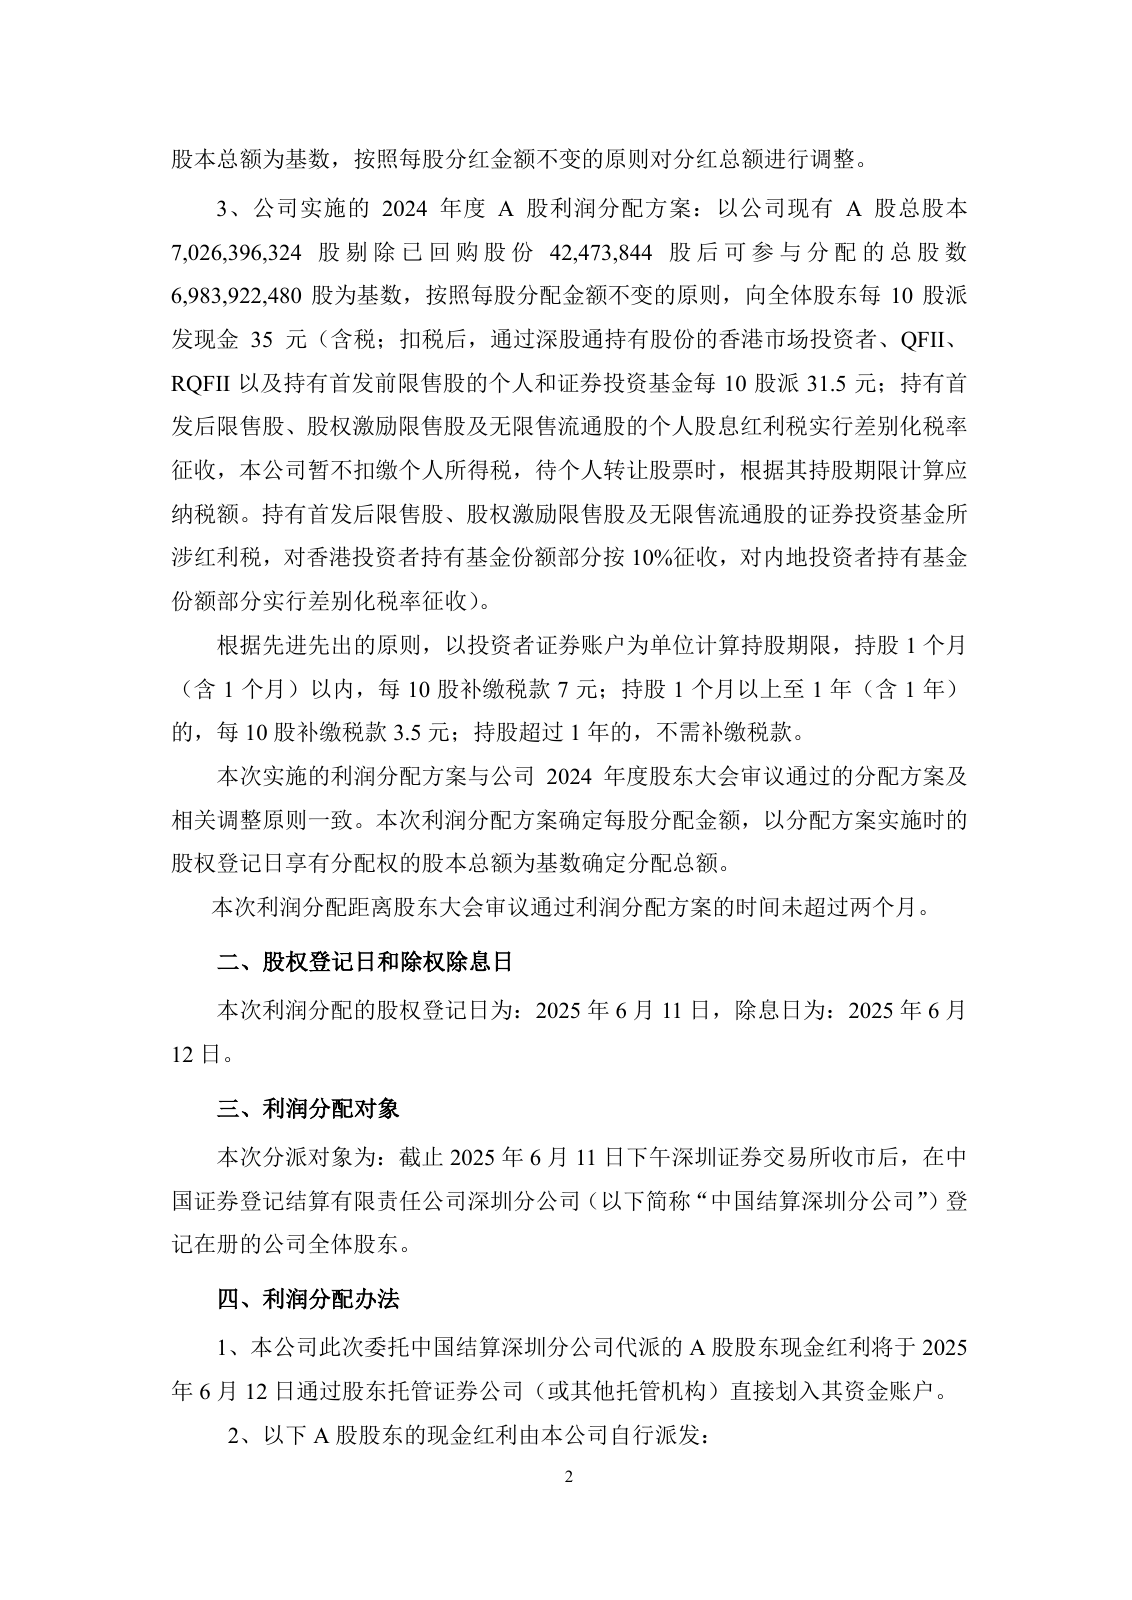 股本总额为基数，按照每股分红金额不变的原则对分红总额进行调整。
3、公司实施的 2024 年度 A 股利润分配方案：以公司现有 A 股总股本
7,026,396,324 股剔除已回购股份 42,473,844 股后可参与分配的总股数
6,983,922,480 股为基数，按照每股分配金额不变的原则，向全体股东每 10 股派
发现金 35 元（含税；扣税后，通过深股通持有股份的香港市场投资者、QFII、
RQFII 以及持有首发前限售股的个人和证券投资基金每 10 股派 31.5 元；持有首
发后限售股、股权激励限售股及无限售流通股的个人股息红利税实行差别化税率
征收，本公司暂不扣缴个人所得税，待个人转让股票时，根据其持股期限计算应
纳税额。持有首发后限售股、股权激励限售股及无限售流通股的证券投资基金所
涉红利税，对香港投资者持有基金份额部分按 10%征收，对内地投资者持有基金
份额部分实行差别化税率征收）。
根据先进先出的原则，以投资者证券账户为单位计算持股期限，持股 1 个月
（含 1 个月）以内，每 10 股补缴税款 7 元；持股 1 个月以上至 1 年（含 1 年）
的，每 10 股补缴税款 3.5 元；持股超过 1 年的，不需补缴税款。
本次实施的利润分配方案与公司 2024 年度股东大会审议通过的分配方案及
相关调整原则一致。本次利润分配方案确定每股分配金额，以分配方案实施时的
股权登记日享有分配权的股本总额为基数确定分配总额。
本次利润分配距离股东大会审议通过利润分配方案的时间未超过两个月。
二、股权登记日和除权除息日
本次利润分配的股权登记日为：2025 年 6 月 11 日，除息日为：2025 年 6 月
12 日。
三、利润分配对象
本次分派对象为：截止 2025 年 6 月 11 日下午深圳证券交易所收市后，在中
国证券登记结算有限责任公司深圳分公司（以下简称“中国结算深圳分公司”）登
记在册的公司全体股东。
四、利润分配办法
1、本公司此次委托中国结算深圳分公司代派的 A 股股东现金红利将于 2025
年 6 月 12 日通过股东托管证券公司（或其他托管机构）直接划入其资金账户。
2、以下 A 股股东的现金红利由本公司自行派发：
2